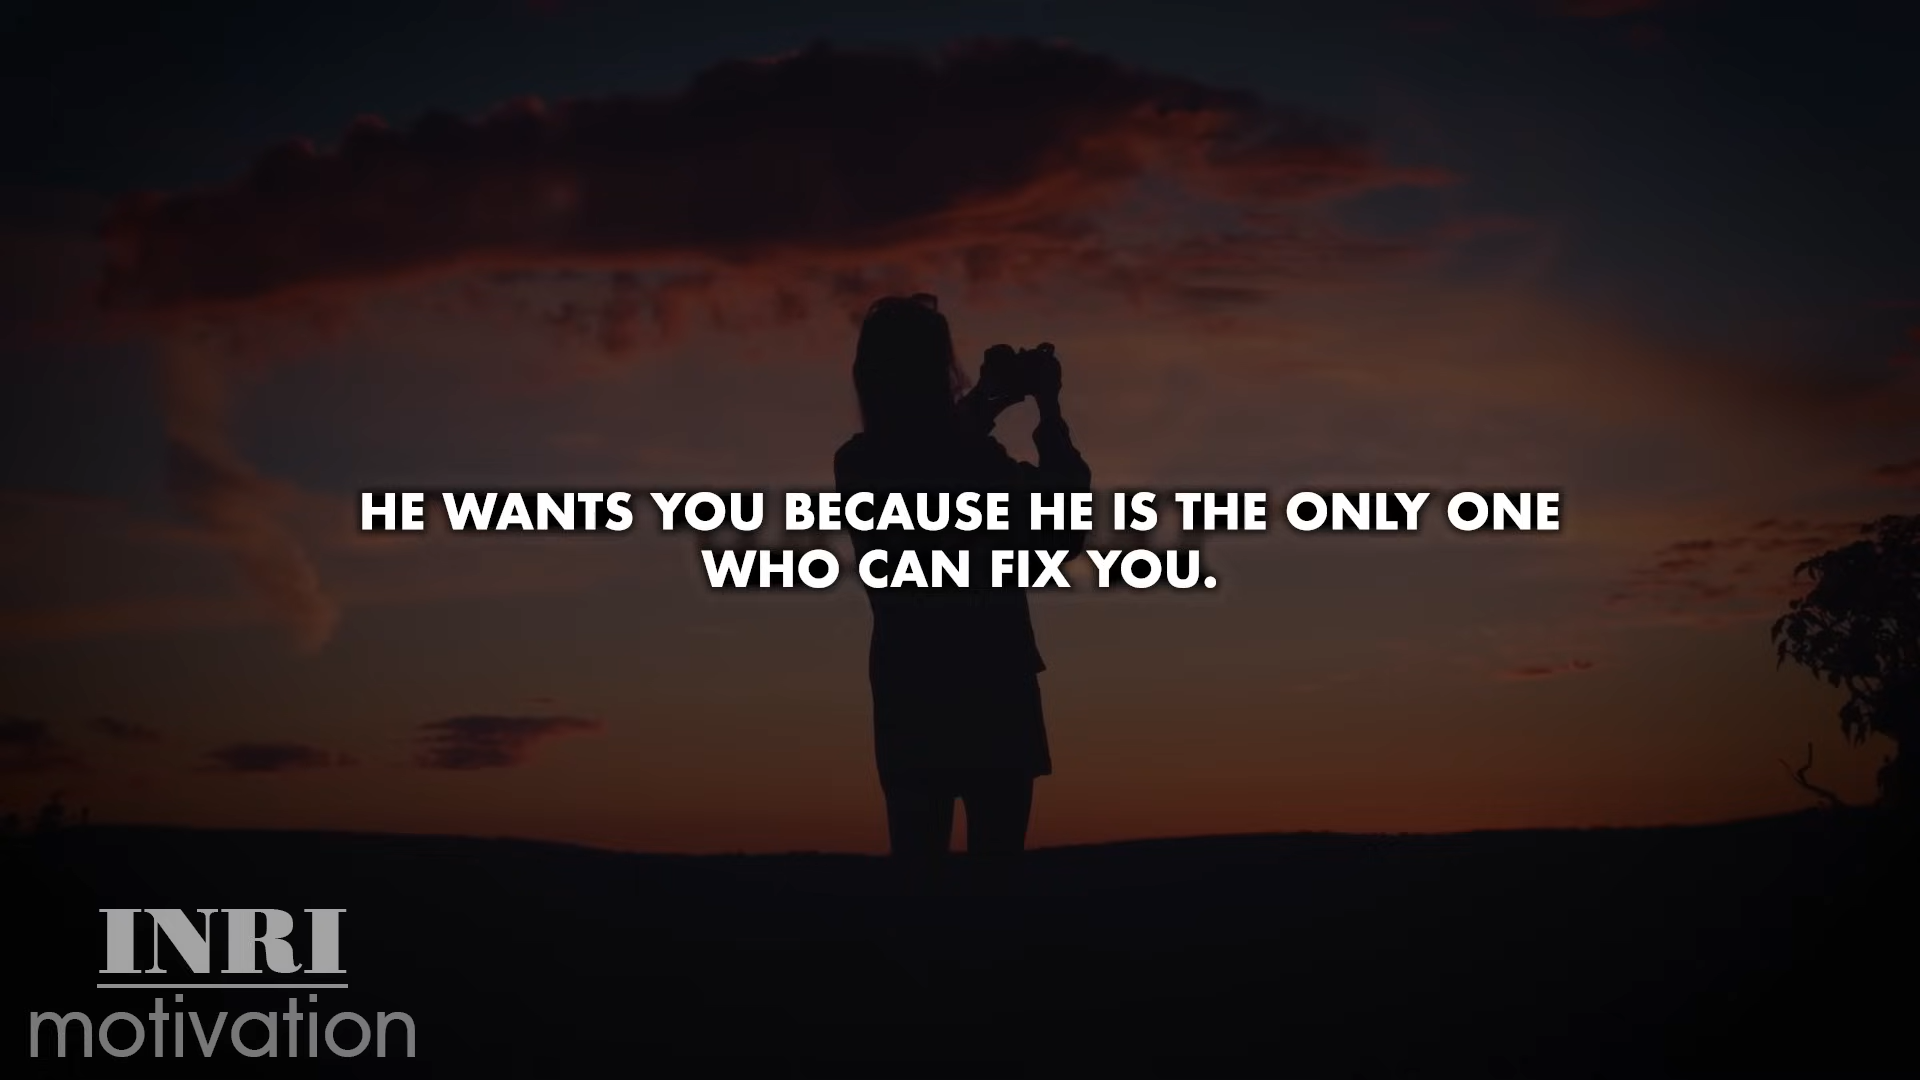 HE WANTS YOU BECAUSE HE IS THE ONLY ONE
WHO CAN FIX YOU.
INRI
motivation